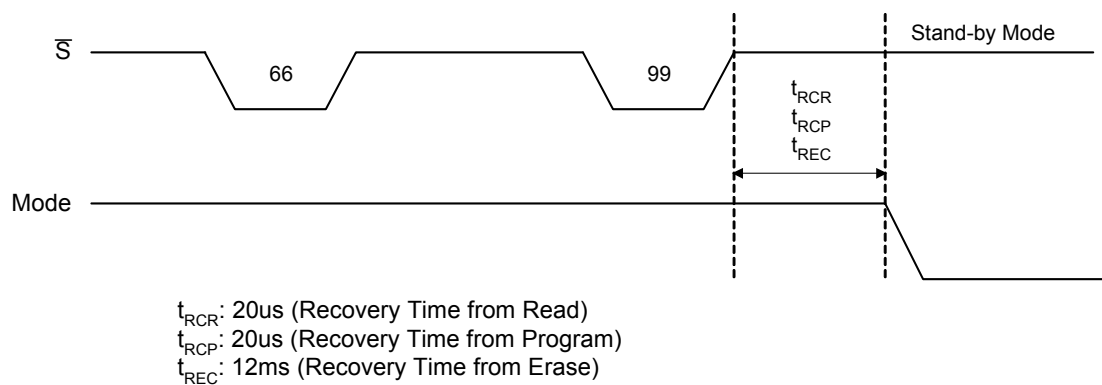 Stand-by Mode
S̅
66
99
tRCR
tRCP
tREC
Mode
tRCR: 20us (Recovery Time from Read)
tRCP: 20us (Recovery Time from Program)
tREC: 12ms (Recovery Time from Erase)